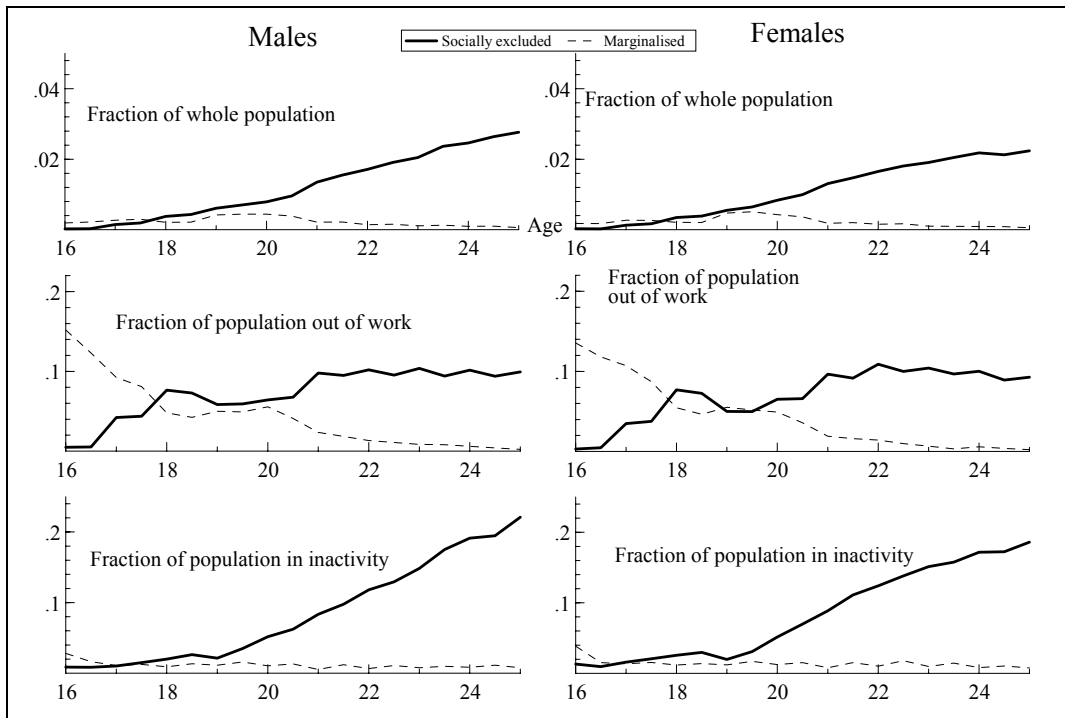 Males
Socially excluded
Marginalised
Females
.04
.02
Fraction of whole population
16 18 20 22 24
Age
.04
.02
Fraction of whole population
16 18 20 22 24
.2
.1
Fraction of population out of work
16 18 20 22 24
.2
.1
Fraction of population
out of work
16 18 20 22 24
.2
.1
Fraction of population in inactivity
16 18 20 22 24
.2
.1
Fraction of population in inactivity
16 18 20 22 24